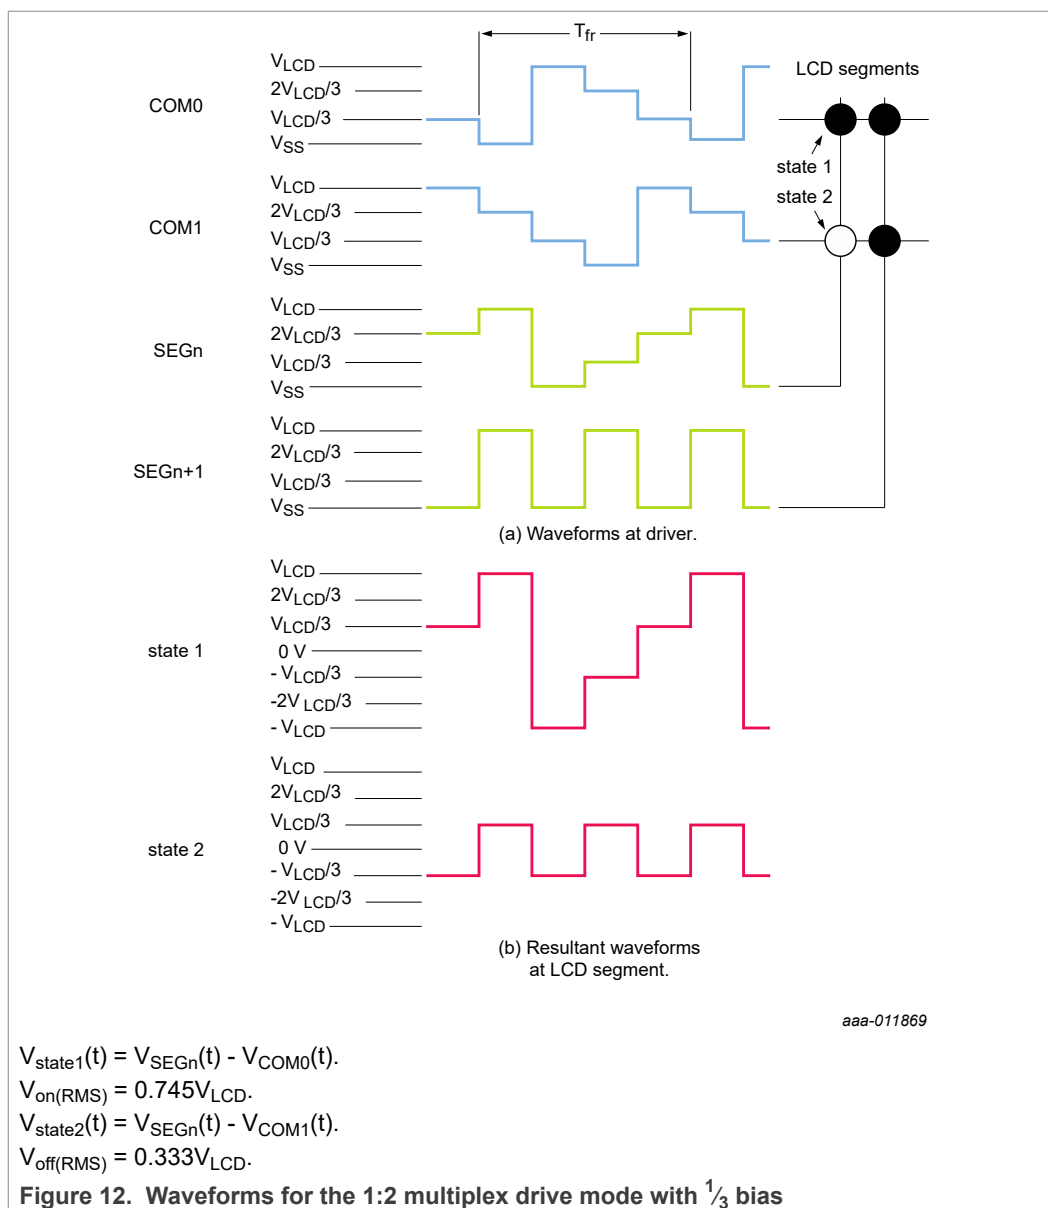 T_fr
V_LCD
2V_LCD/3
COM0
V_LCD/3
V_SS
LCD segments
state 1
state 2
V_LCD
2V_LCD/3
COM1
V_LCD/3
V_SS
V_LCD
2V_LCD/3
SEGn
V_LCD/3
V_SS
V_LCD
2V_LCD/3
SEGn+1
V_LCD/3
V_SS
(a) Waveforms at driver.
V_LCD
2V_LCD/3
V_LCD/3
state 1
0 V
- V_LCD/3
-2V_LCD/3
- V_LCD
V_LCD
2V_LCD/3
V_LCD/3
state 2
0 V
- V_LCD/3
-2V_LCD/3
- V_LCD
(b) Resultant waveforms
at LCD segment.
aaa-011869
V_state1(t) = V_SEGn(t) - V_COM0(t).
V_on(RMS) = 0.745V_LCD.
V_state2(t) = V_SEGn(t) - V_COM1(t).
V_off(RMS) = 0.333V_LCD.
Figure 12. Waveforms for the 1:2 multiplex drive mode with 1/3 bias